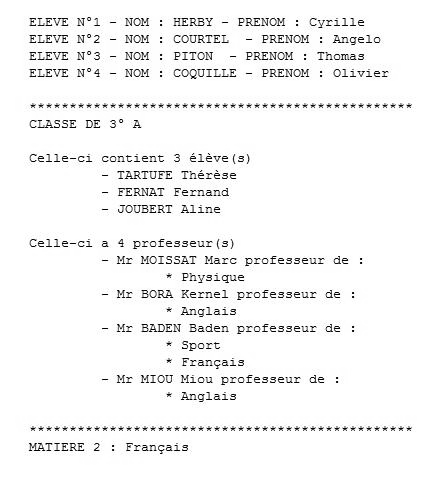 ELEVE N°1 - NOM : HERBY - PRENOM : Cyrille
ELEVE N°2 - NOM : COURTEL  - PRENOM : Angelo
ELEVE N°3 - NOM : PITON  - PRENOM : Thomas
ELEVE N°4 - NOM : COQUILLE - PRENOM : Olivier
************************************************
CLASSE DE 3° A
Celle-ci contient 3 élève(s)
- TARTUFE Thérèse
- FERNAT Fernand
- JOUBERT Aline
Celle-ci a 4 professeur(s)
- Mr MOISSAT Marc professeur de :
* Physique
- Mr BORA Kernel professeur de :
* Anglais
- Mr BADEN Baden professeur de :
* Sport
* Français
- Mr MIOU Miou professeur de :
* Anglais
************************************************
MATIERE 2 : Français